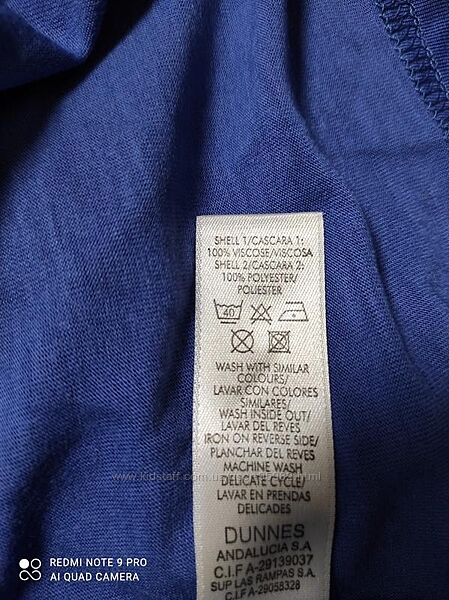 SHELL 1/CASCARA 1:
100% VISCOSE/VISCOSA
SHELL 2/CASCARA 2:
100% POLYESTER/
POLIESTER
40
WASH WITH SIMILAR
COLOURS/
LAVAR CON COLORES
SIMILARES/
WASH INSIDE OUT/
LAVAR DEL REVES
IRON ON REVERSE SIDE/
PLANCHAR DEL REVES
MACHINE WASH
DELICATE CYCLE/
LAVAR EN PRENDAS
DELICADES
DUNNES
ANDALUCIA S.A
C.I.F A-29139037
SUP LAS RAMPAS S.A.
C.I.F A-29058328
REDMI NOTE 9 PRO
AI QUAD CAMERA